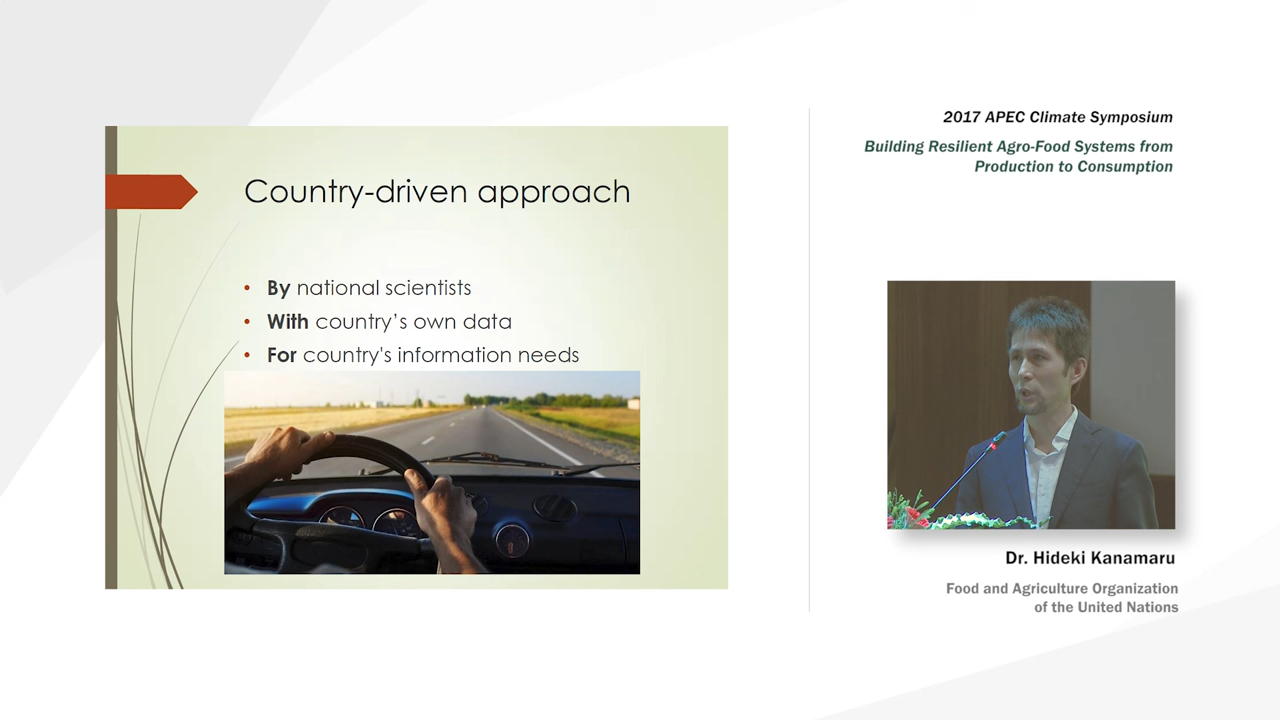 Country-driven approach
• By national scientists
• With country’s own data
• For country's information needs
2017 APEC Climate Symposium
Building Resilient Agro-Food Systems from
Production to Consumption
Dr. Hideki Kanamaru
Food and Agriculture Organization
of the United Nations